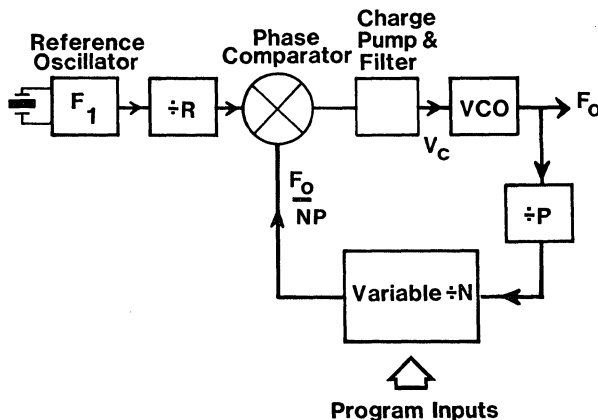 Reference
Oscillator
Phase
Comparator
Charge
Pump &
Filter
F1
÷R
VCO
Fo
Vc
Fo
NP
÷P
Variable ÷N
Program Inputs